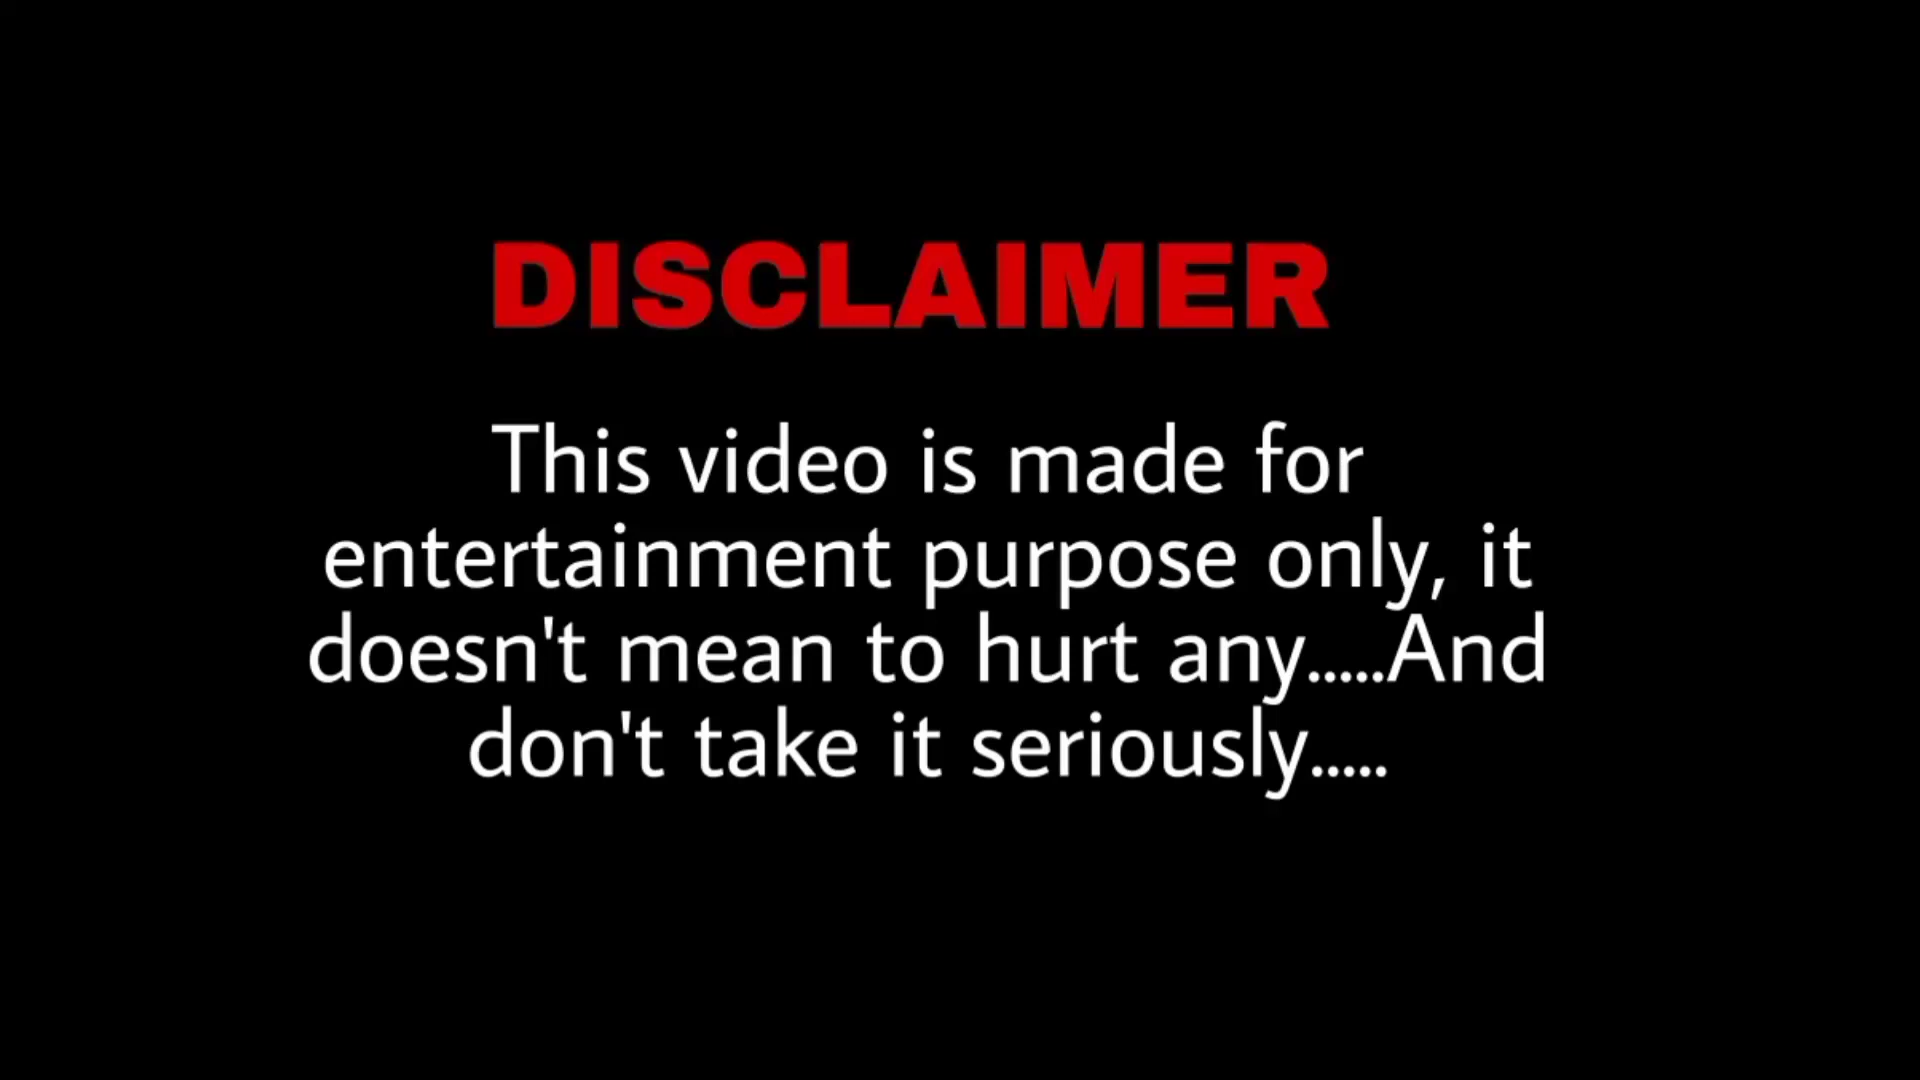 DISCLAIMER
This video is made for
entertainment purpose only, it
doesn't mean to hurt any.....And
don't take it seriously.....